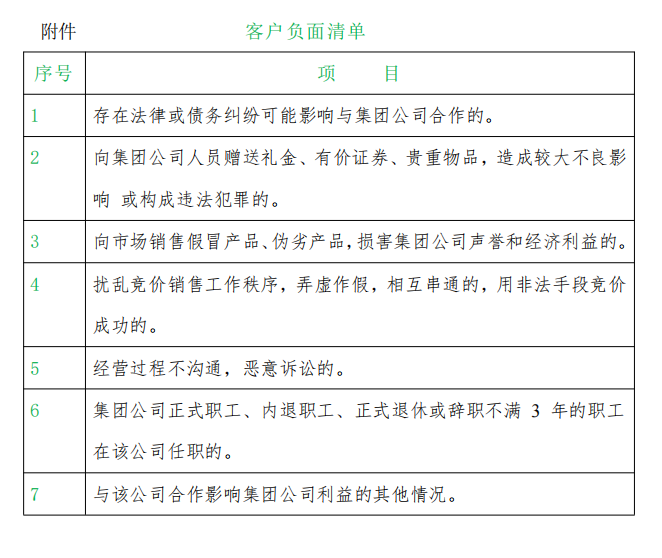 附件 客户负面清单
序号 项 目
1 存在法律或债务纠纷可能影响与集团公司合作的。
2 向集团公司人员赠送礼金、有价证券、贵重物品，造成较大不良影
响 或构成违法犯罪的。
3 向市场销售假冒产品、伪劣产品，损害集团公司声誉和经济利益的。
4 扰乱竞价销售工作秩序，弄虚作假，相互串通的，用非法手段竞价
成功的。
5 经营过程不沟通，恶意诉讼的。
6 集团公司正式职工、内退职工、正式退休或辞职不满 3 年的职工
在该公司任职的。
7 与该公司合作影响集团公司利益的其他情况。